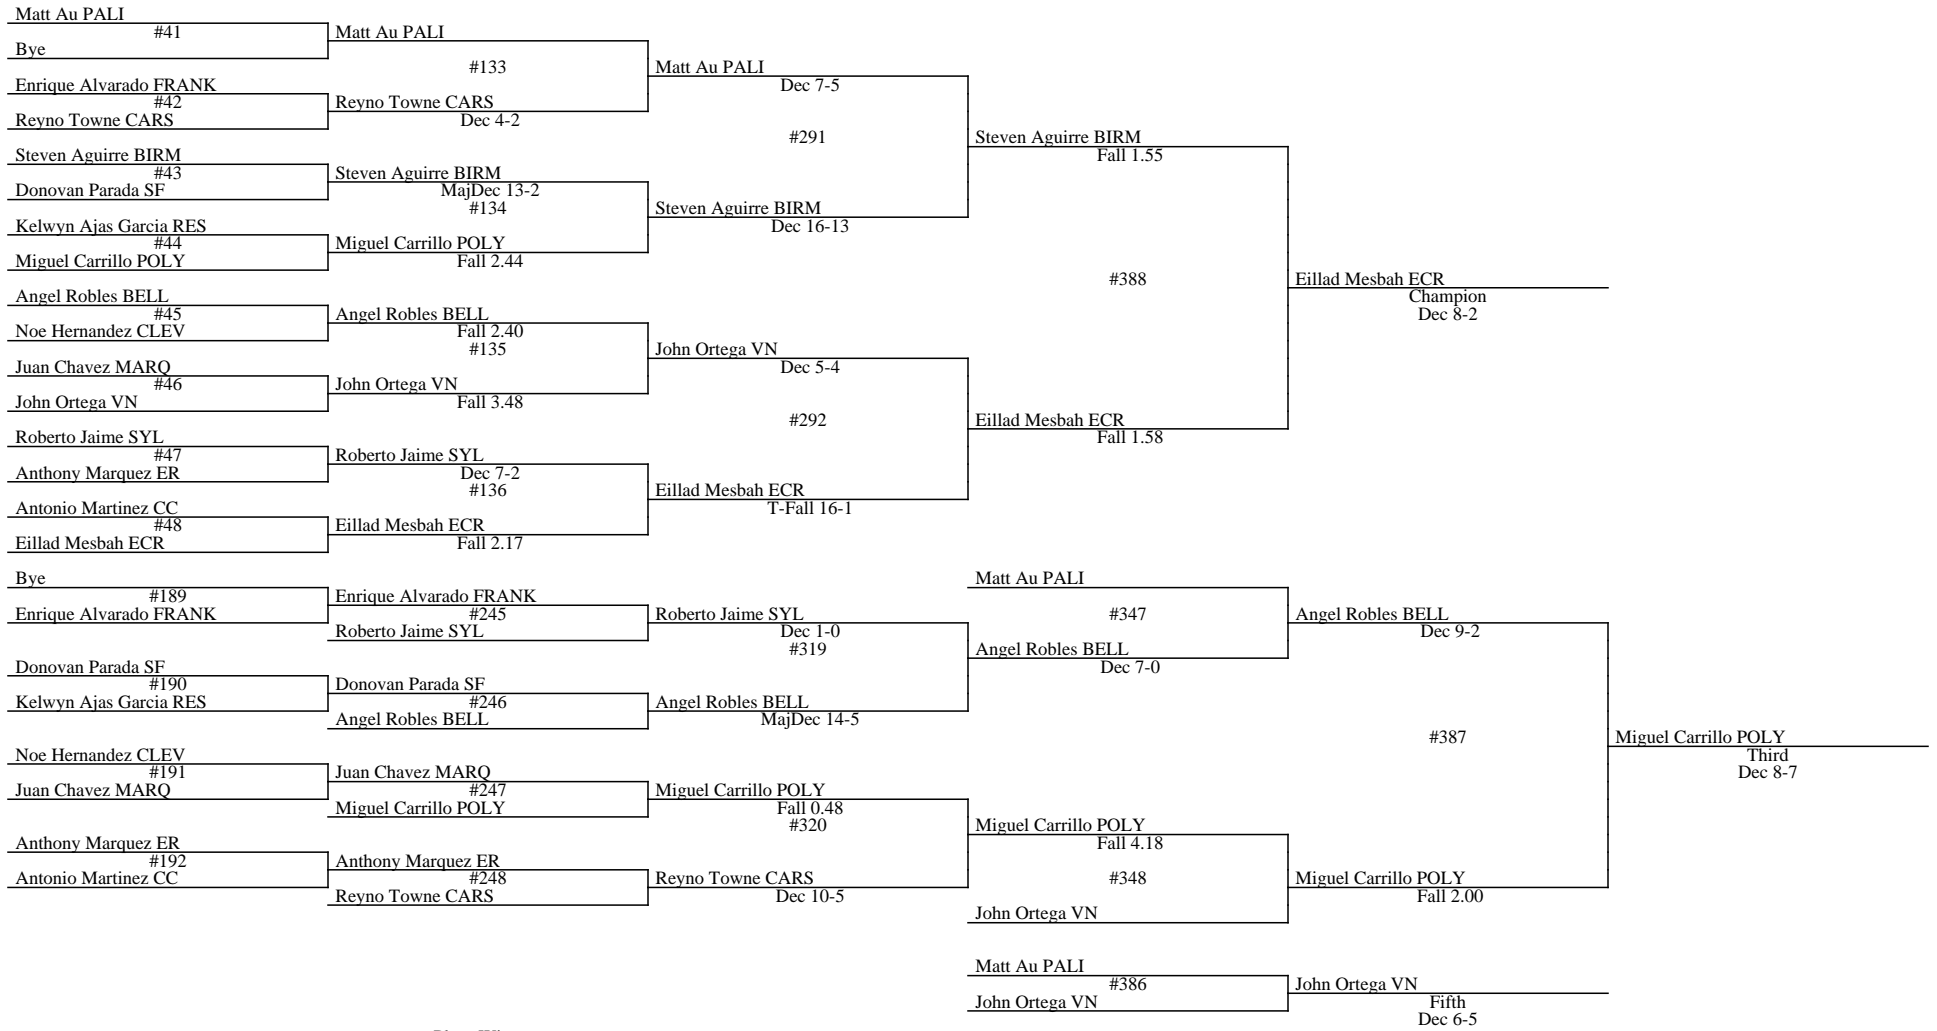 Matt Au PALI
#41
Bye
Enrique Alvarado FRANK
#42
Reyno Towne CARS
Steven Aguirre BIRM
#43
Donovan Parada SF
Kelwyn Ajas Garcia RES
#44
Miguel Carrillo POLY
Angel Robles BELL
#45
Noe Hernandez CLEV
Juan Chavez MARQ
#46
John Ortega VN
Roberto Jaime SYL
#47
Anthony Marquez ER
Antonio Martinez CC
#48
Eillad Mesbah ECR
Matt Au PALI
#133
Reyno Towne CARS
Dec 4-2
Steven Aguirre BIRM
MajDec 13-2
#134
Miguel Carrillo POLY
Fall 2.44
Angel Robles BELL
Fall 2.40
#135
John Ortega VN
Fall 3.48
Roberto Jaime SYL
Dec 7-2
#136
Eillad Mesbah ECR
Fall 2.17
Matt Au PALI
Dec 7-5
#291
Steven Aguirre BIRM
Dec 16-13
John Ortega VN
Dec 5-4
#292
Eillad Mesbah ECR
T-Fall 16-1
Steven Aguirre BIRM
Fall 1.55
#388
Eillad Mesbah ECR
Fall 1.58
Eillad Mesbah ECR
Champion
Dec 8-2
Bye
#189
Enrique Alvarado FRANK
Donovan Parada SF
#190
Kelwyn Ajas Garcia RES
Noe Hernandez CLEV
#191
Juan Chavez MARQ
Anthony Marquez ER
#192
Antonio Martinez CC
Enrique Alvarado FRANK
#245
Roberto Jaime SYL
Donovan Parada SF
#246
Angel Robles BELL
Juan Chavez MARQ
#247
Miguel Carrillo POLY
Anthony Marquez ER
#248
Reyno Towne CARS
Roberto Jaime SYL
Dec 1-0
#319
Angel Robles BELL
MajDec 14-5
Miguel Carrillo POLY
Fall 0.48
#320
Reyno Towne CARS
Dec 10-5
Matt Au PALI
#347
Angel Robles BELL
Dec 7-0
Miguel Carrillo POLY
Fall 4.18
#348
John Ortega VN
Angel Robles BELL
Dec 9-2
#387
Miguel Carrillo POLY
Fall 2.00
Miguel Carrillo POLY
Third
Dec 8-7
Matt Au PALI
#386
John Ortega VN
John Ortega VN
Fifth
Dec 6-5